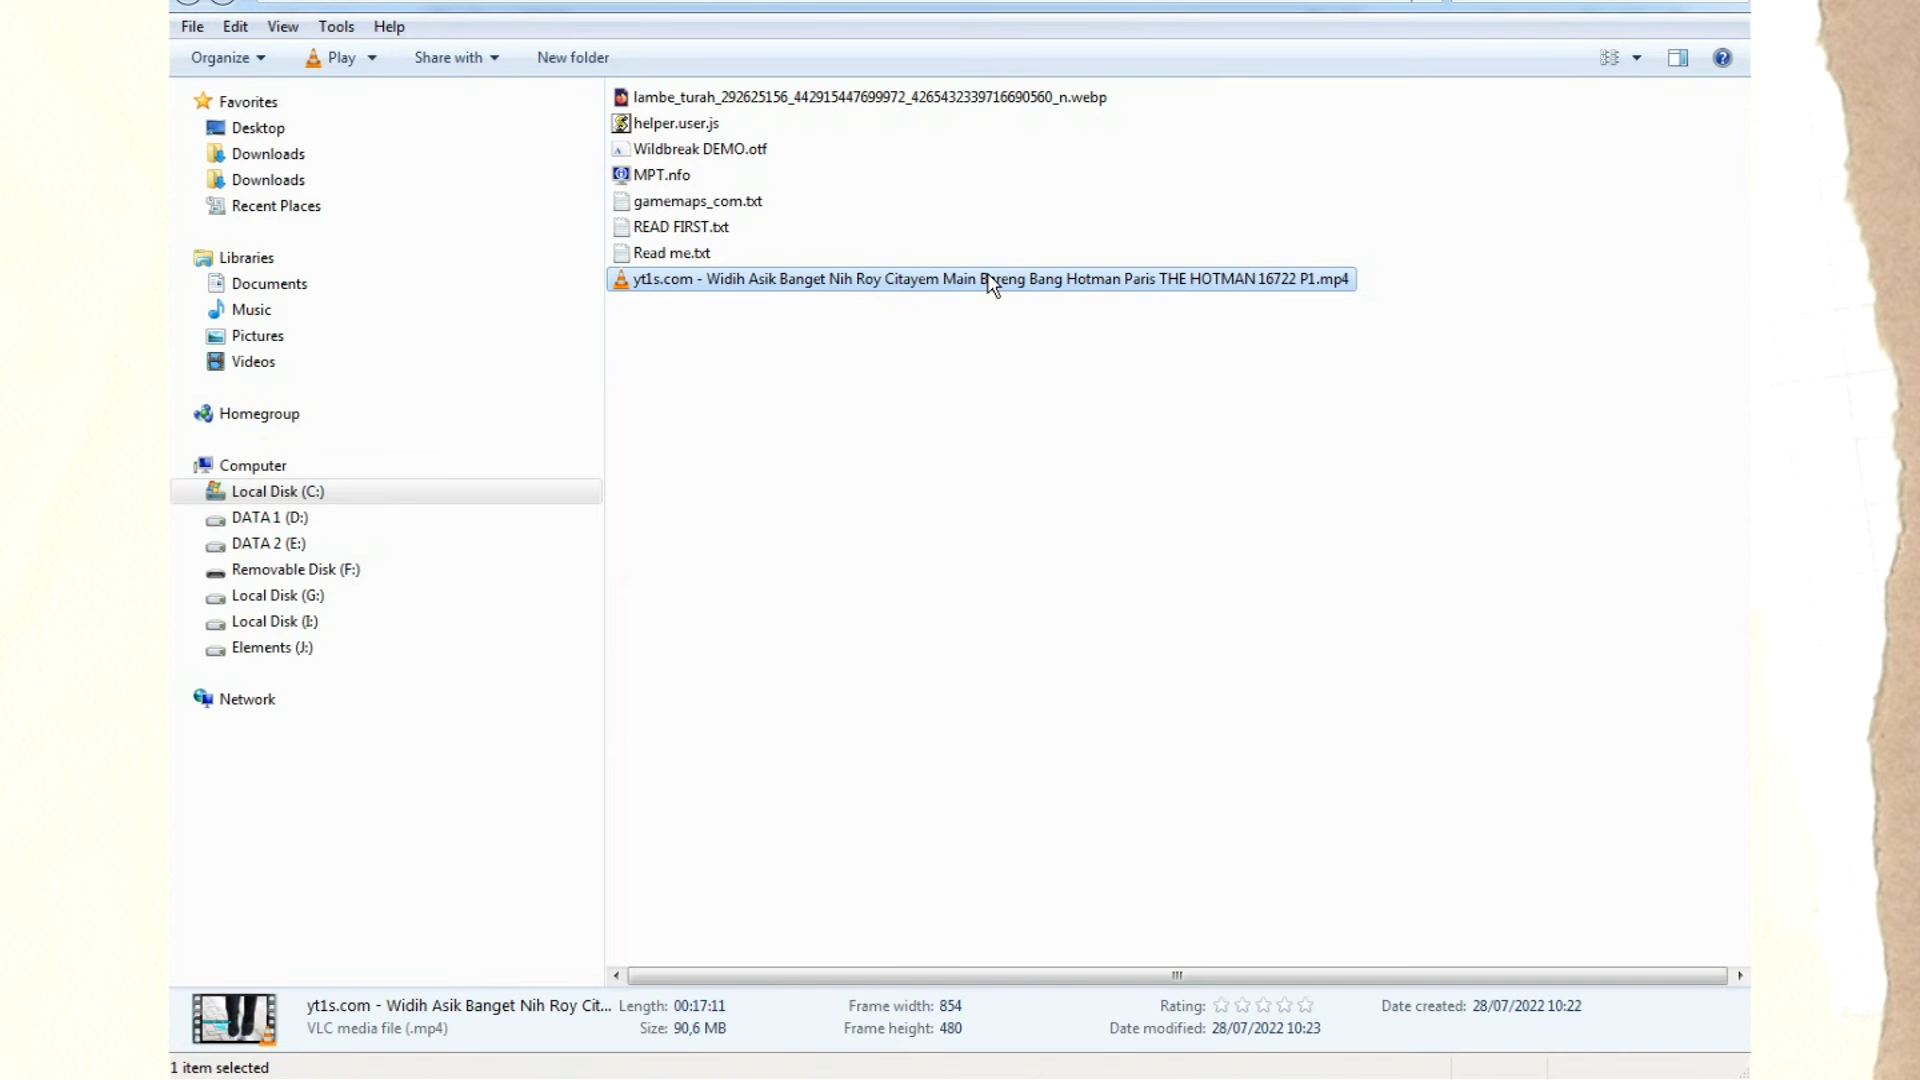 File Edit View Tools Help
Organize Play Share with New folder
Favorites
Desktop
Downloads
Downloads
Recent Places
Libraries
Documents
Music
Pictures
Videos
Homegroup
Computer
Local Disk (C:)
DATA 1 (D:)
DATA 2 (E:)
Removable Disk (F:)
Local Disk (G:)
Local Disk (I:)
Elements (J:)
Network
lambe_turah_292625156_442915447699972_4265432339716690560_n.webp
helper.user.js
Wildbreak DEMO.otf
MPT.nfo
gamemaps_com.txt
READ FIRST.txt
Read me.txt
yt1s.com - Widih Asik Banget Nih Roy Citayem Main Bareng Bang Hotman Paris THE HOTMAN 16722 P1.mp4
yt1s.com - Widih Asik Banget Nih Roy Cit... Length: 00:17:11 Frame width: 854 Rating: Date created: 28/07/2022 10:22
VLC media file (.mp4) Size: 90,6 MB Frame height: 480 Date modified: 28/07/2022 10:23
1 item selected